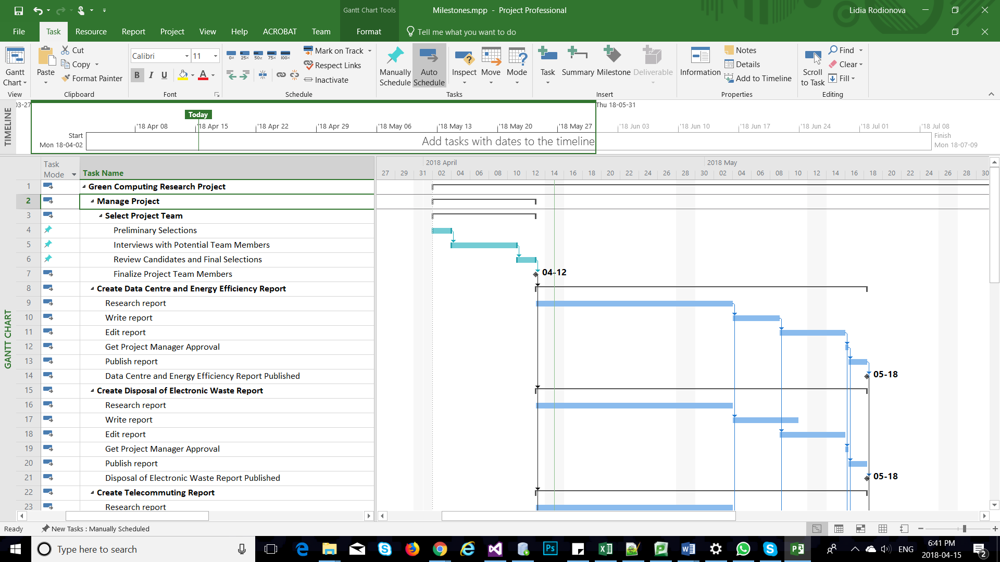 Gantt Chart Tools
Milestones.mpp - Project Professional
Lidia Rodionova
File
Task
Resource
Report
Project
View
Help
ACROBAT
Team
Format
Tell me what you want to do
Gantt
Chart
View
Paste
Cut
Copy
Format Painter
Clipboard
Calibri
11
B I U
A
Font
0% 25% 50% 75% 100%
Mark on Track
Respect Links
Inactivate
Schedule
Manually
Schedule
Auto
Schedule
Inspect
Move
Mode
Tasks
Task
Summary
Milestone
Deliverable
Insert
Information
Notes
Details
Add to Timeline
Properties
Scroll
to Task
Find
Clear
Fill
Editing
TIMELINE
03-27
Thu 18-05-31
Today
'18 Apr 08
'18 Apr 15
'18 Apr 22
'18 Apr 29
'18 May 06
'18 May 13
'18 May 20
'18 May 27
'18 Jun 03
'18 Jun 10
'18 Jun 17
'18 Jun 24
'18 Jul 01
'18 Jul 08
Start
Mon 18-04-02
Add tasks with dates to the timeline
Finish
Mon 18-07-09
GANTT CHART
Task
Mode
Task Name
2018 April
2018 May
27 29 31 02 04 06 08 10 12 14 16 18 20 22 24 26 28 30 02 04 06 08 10 12 14 16 18 20 22 24 26 28 30
1 Green Computing Research Project
2 Manage Project
3 Select Project Team
4 Preliminary Selections
5 Interviews with Potential Team Members
6 Review Candidates and Final Selections
7 Finalize Project Team Members
04-12
8 Create Data Centre and Energy Efficiency Report
9 Research report
10 Write report
11 Edit report
12 Get Project Manager Approval
13 Publish report
14 Data Centre and Energy Efficiency Report Published
05-18
15 Create Disposal of Electronic Waste Report
16 Research report
17 Write report
18 Edit report
19 Get Project Manager Approval
20 Publish report
21 Disposal of Electronic Waste Report Published
05-18
22 Create Telecommuting Report
23 Research report
Ready
New Tasks : Manually Scheduled
Type here to search
Ps
ENG
6:41 PM
2018-04-15
2